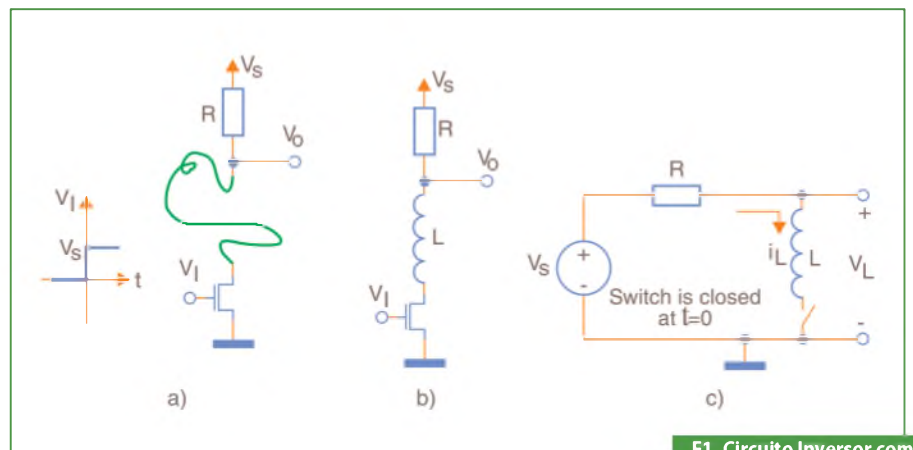 Vs
R
Vo
VI
Vs
t
VI
a)
Vs
R
Vo
L
VI
b)
R
+
iL
L
VL
Vs
+
-
Switch is closed
at t=0
-
c)
F1. Circuito Inversor com